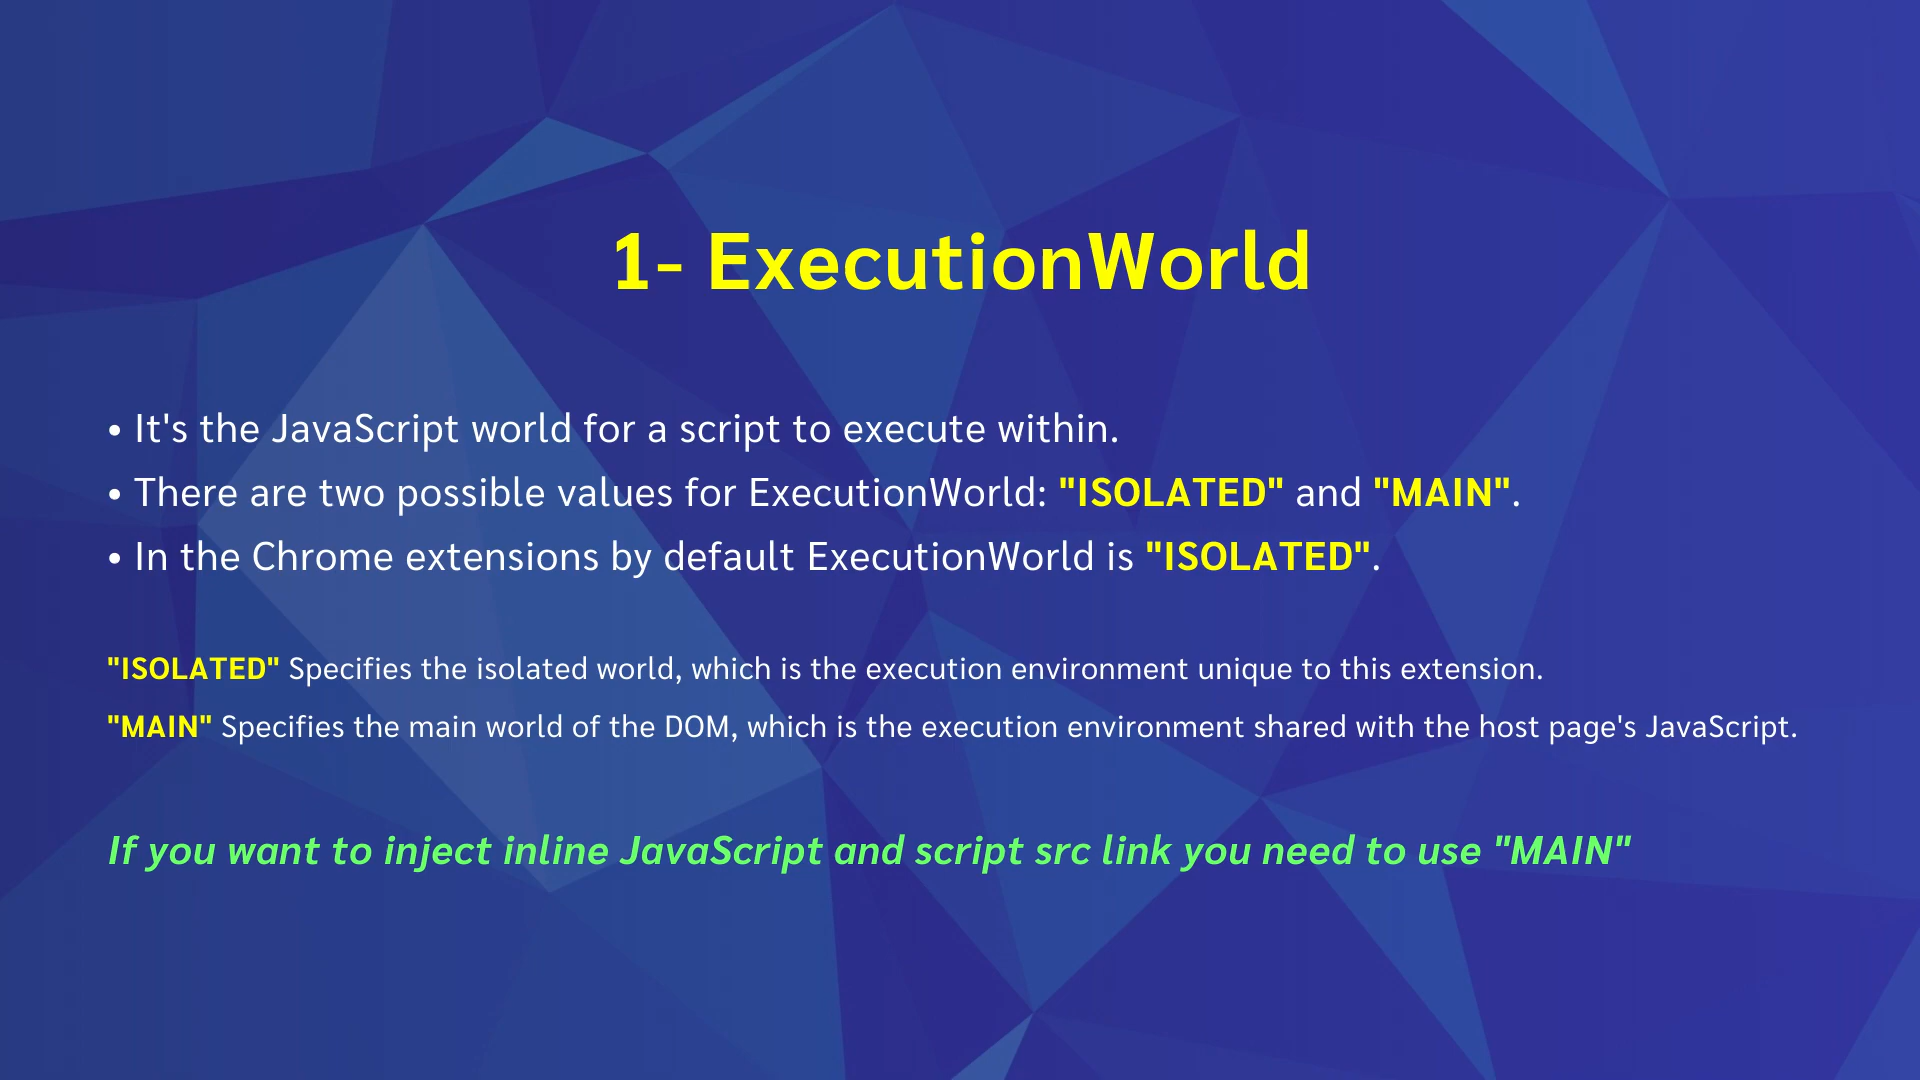 1- ExecutionWorld
• It's the JavaScript world for a script to execute within.
• There are two possible values for ExecutionWorld: "ISOLATED" and "MAIN".
• In the Chrome extensions by default ExecutionWorld is "ISOLATED".
"ISOLATED" Specifies the isolated world, which is the execution environment unique to this extension.
"MAIN" Specifies the main world of the DOM, which is the execution environment shared with the host page's JavaScript.
If you want to inject inline JavaScript and script src link you need to use "MAIN"